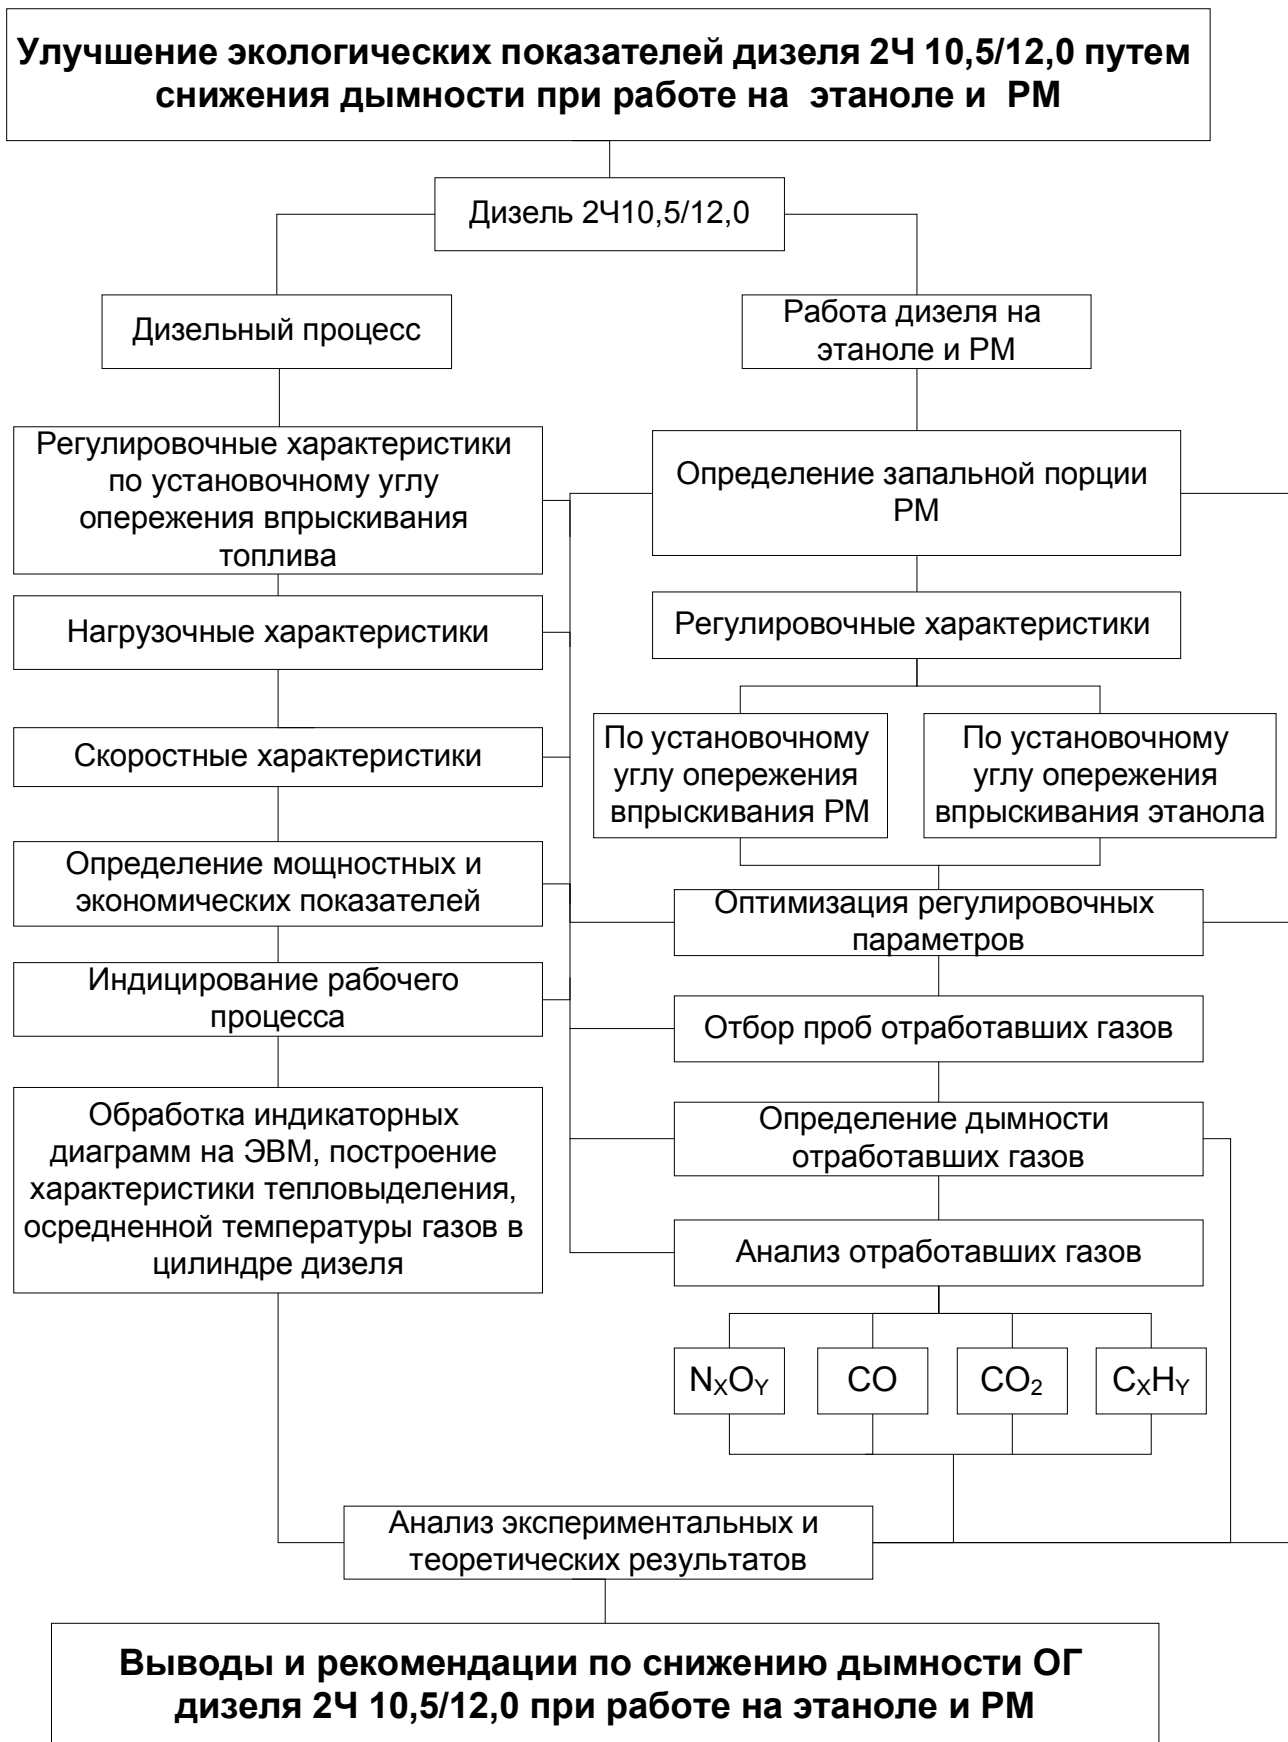 Улучшение экологических показателей дизеля 2Ч 10,5/12,0 путем
снижения дымности при работе на этаноле и РМ
Дизель 2Ч10,5/12,0
Дизельный процесс
Регулировочные характеристики
по установочному углу
опережения впрыскивания
топлива
Нагрузочные характеристики
Скоростные характеристики
Определение мощностных и
экономических показателей
Индицирование рабочего
процесса
Обработка индикаторных
диаграмм на ЭВМ, построение
характеристики тепловыделения,
осредненной температуры газов в
цилиндре дизеля
Работа дизеля на
этаноле и РМ
Определение запальной порции
РМ
Регулировочные характеристики
По установочному
углу опережения
впрыскивания РМ
По установочному
углу опережения
впрыскивания этанола
Оптимизация регулировочных
параметров
Отбор проб отработавших газов
Определение дымности
отработавших газов
Анализ отработавших газов
NXOY
CO
CO2
CXHY
Анализ экспериментальных и
теоретических результатов
Выводы и рекомендации по снижению дымности ОГ
дизеля 2Ч 10,5/12,0 при работе на этаноле и РМ